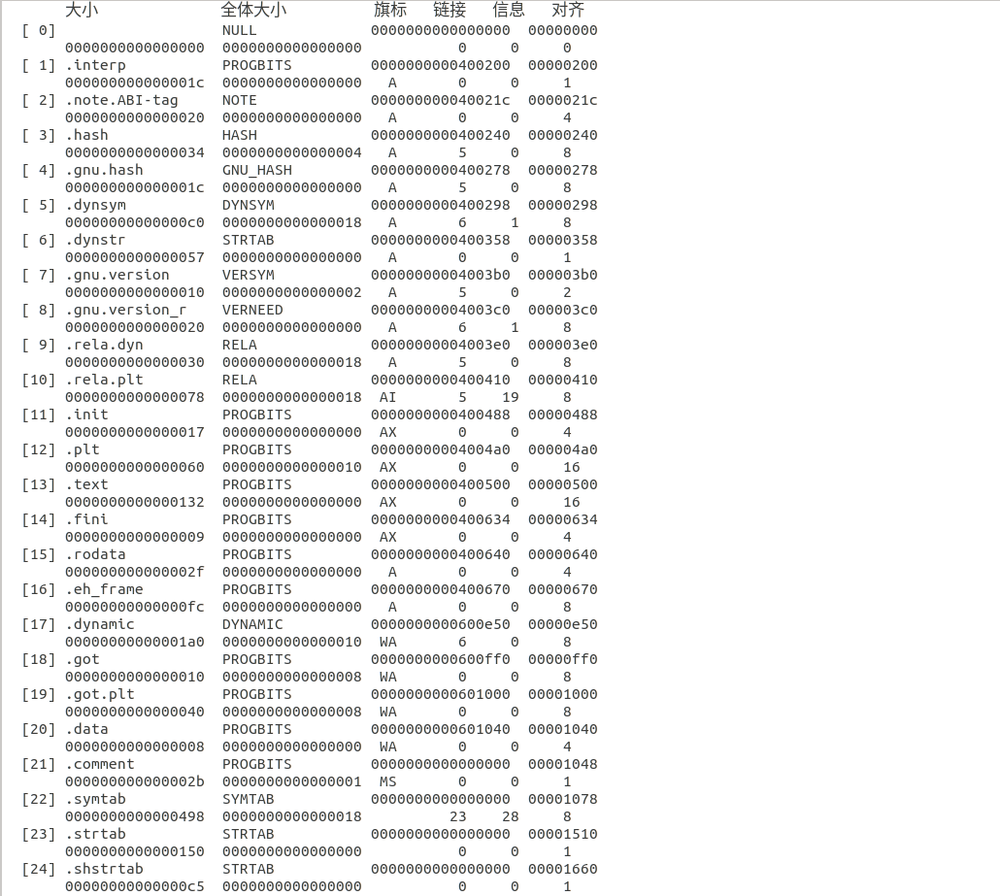 大小 全体大小 旗标 链接 信息 对齐
[ 0] NULL 0000000000000000 00000000
0000000000000000 0000000000000000 0 0 0
[ 1] .interp PROGBITS 0000000000400200 00000200
000000000000001c 0000000000000000 A 0 0 1
[ 2] .note.ABI-tag NOTE 000000000040021c 0000021c
0000000000000020 0000000000000000 A 0 0 4
[ 3] .hash HASH 0000000000400240 00000240
0000000000000034 0000000000000004 A 5 0 8
[ 4] .gnu.hash GNU_HASH 0000000000400278 00000278
000000000000001c 0000000000000000 A 5 0 8
[ 5] .dynsym DYNSYM 0000000000400298 00000298
00000000000000c0 0000000000000018 A 6 1 8
[ 6] .dynstr STRTAB 0000000000400358 00000358
0000000000000057 0000000000000000 A 0 0 1
[ 7] .gnu.version VERSYM 00000000004003b0 000003b0
0000000000000010 0000000000000002 A 5 0 2
[ 8] .gnu.version_r VERNEED 00000000004003c0 000003c0
0000000000000020 0000000000000000 A 6 1 8
[ 9] .rela.dyn RELA 00000000004003e0 000003e0
0000000000000030 0000000000000018 A 5 0 8
[10] .rela.plt RELA 0000000000400410 00000410
0000000000000078 0000000000000018 AI 5 19 8
[11] .init PROGBITS 0000000000400488 00000488
0000000000000017 0000000000000000 AX 0 0 4
[12] .plt PROGBITS 00000000004004a0 000004a0
0000000000000060 0000000000000010 AX 0 0 16
[13] .text PROGBITS 0000000000400500 00000500
0000000000000132 0000000000000000 AX 0 0 16
[14] .fini PROGBITS 0000000000400634 00000634
0000000000000009 0000000000000000 AX 0 0 4
[15] .rodata PROGBITS 0000000000400640 00000640
000000000000002f 0000000000000000 A 0 0 4
[16] .eh_frame PROGBITS 0000000000400670 00000670
00000000000000fc 0000000000000000 A 0 0 8
[17] .dynamic DYNAMIC 0000000000600e50 00000e50
00000000000001a0 0000000000000010 WA 6 0 8
[18] .got PROGBITS 0000000000600ff0 00000ff0
0000000000000010 0000000000000008 WA 0 0 8
[19] .got.plt PROGBITS 0000000000601000 00001000
0000000000000040 0000000000000008 WA 0 0 8
[20] .data PROGBITS 0000000000601040 00001040
0000000000000008 0000000000000000 WA 0 0 4
[21] .comment PROGBITS 0000000000000000 00001048
000000000000002b 0000000000000001 MS 0 0 1
[22] .symtab SYMTAB 0000000000000000 00001078
0000000000000498 0000000000000018 23 28 8
[23] .strtab STRTAB 0000000000000000 00001510
0000000000000150 0000000000000000 0 0 1
[24] .shstrtab STRTAB 0000000000000000 00001660
00000000000000c5 0000000000000000 0 0 1